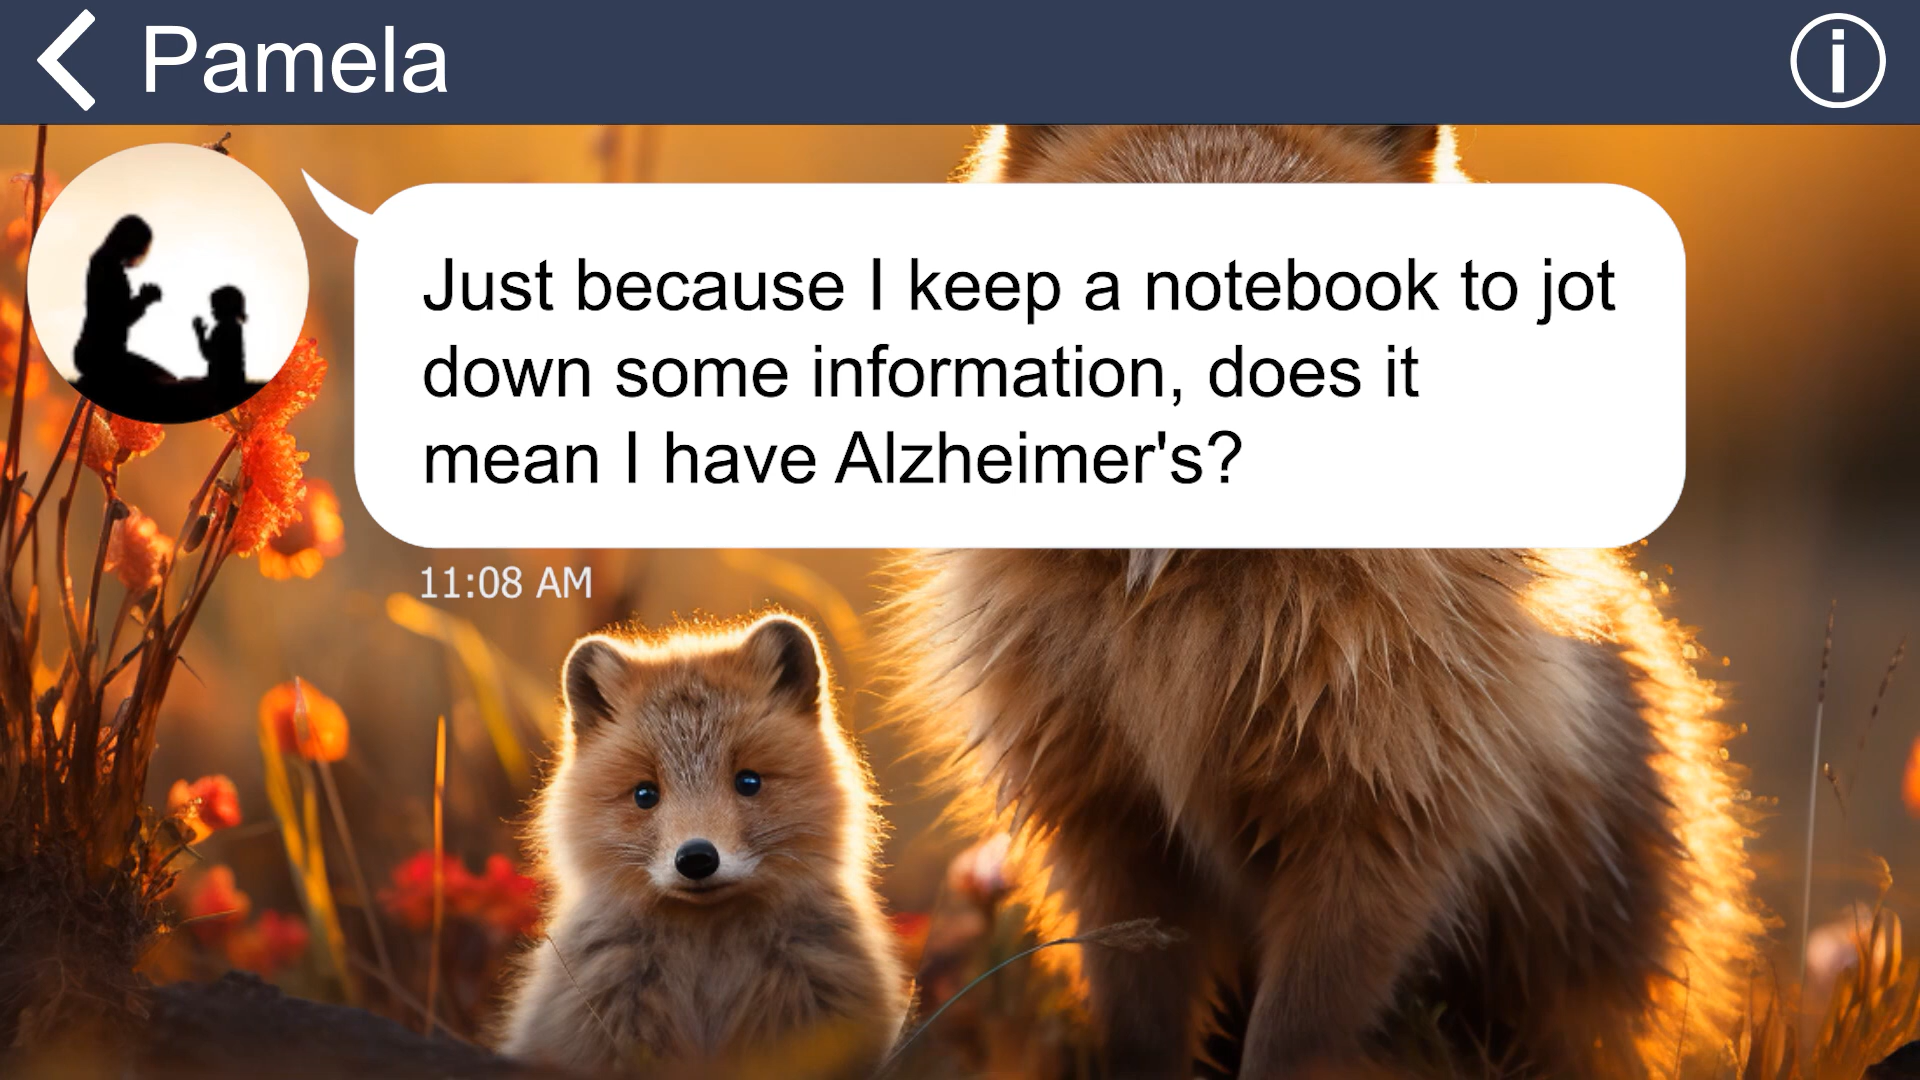 Pamela
Just because I keep a notebook to jot
down some information, does it
mean I have Alzheimer's?
11:08 AM